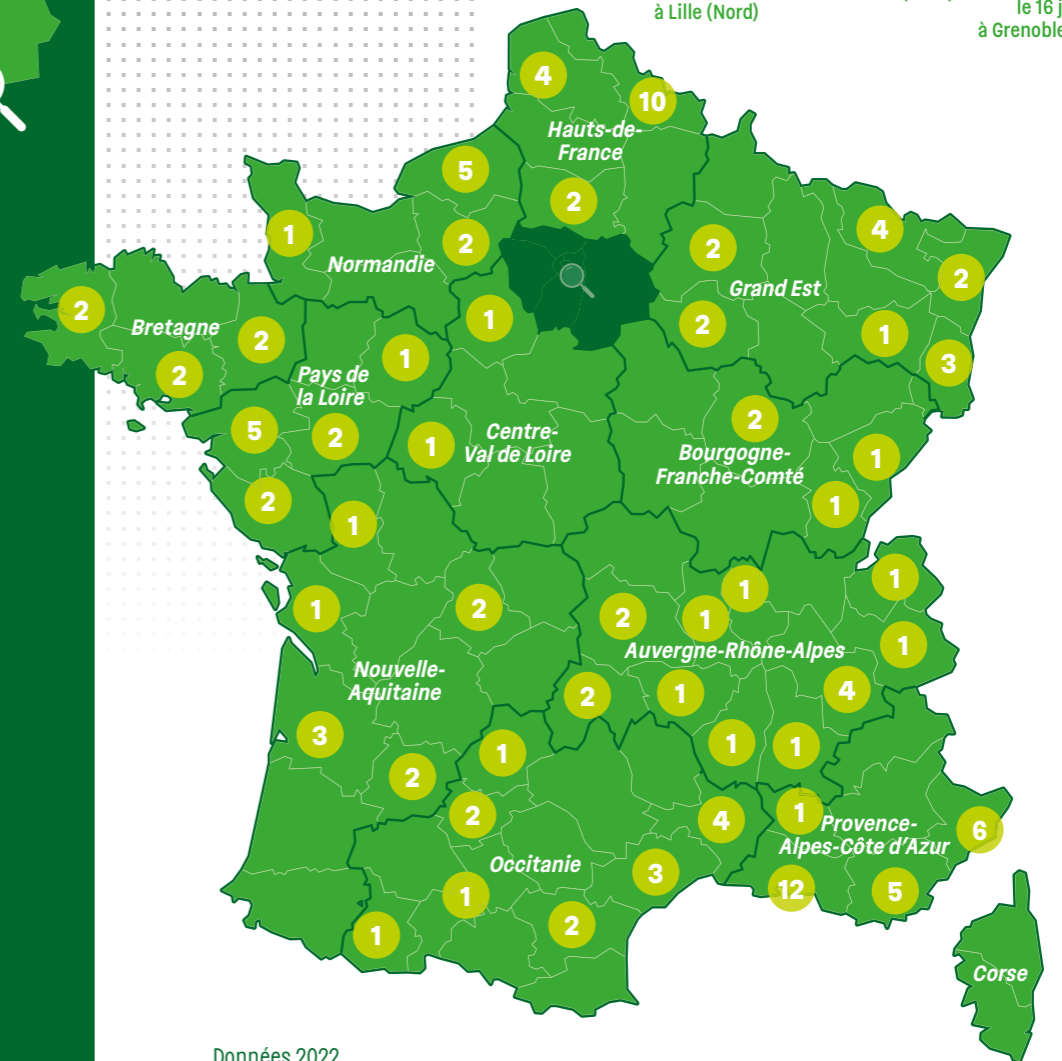 à Lille (Nord)
le 16 j
à Grenoble
4
10
Hauts-de-
France
5
2
1
2
Normandie
4
2
Grand Est
2
2
Bretagne
2
2
1
2
1
3
1
Pays de
la Loire
2
5
2
1
Centre-
Val de Loire
2
Bourgogne-
Franche-Comté
1
1
2
1
1
2
1
1
2
1
Auvergne-Rhône-Alpes
1
Nouvelle-
Aquitaine
2
1
4
3
1
1
1
2
2
4
1
Provence-
Alpes-Côte d'Azur
6
Occitanie
3
12
5
1
2
1
Corse
Données 2022